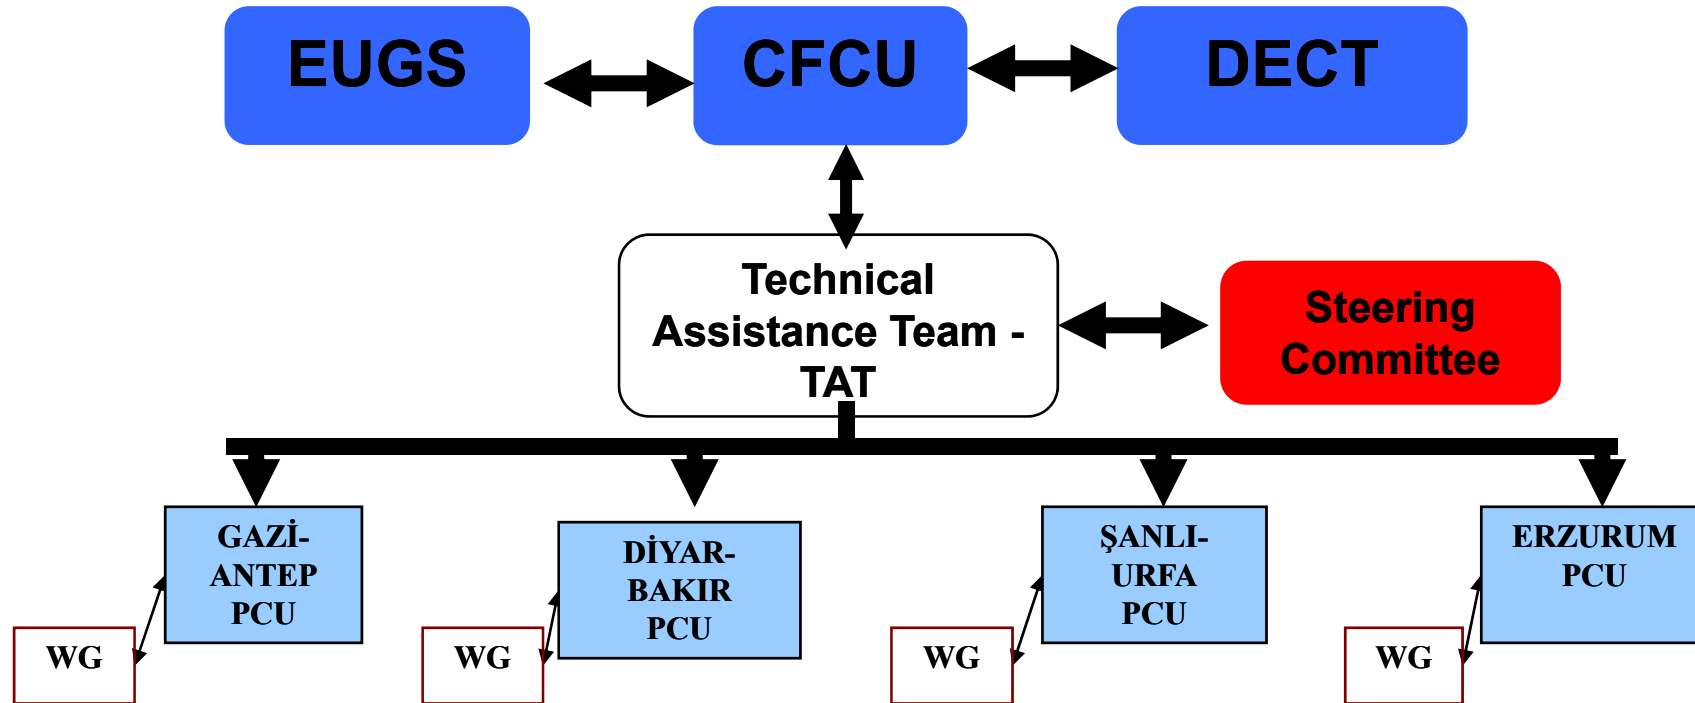 EUGS
CFCU
DECT
Technical
Assistance Team -
TAT
Steering
Committee
GAZİ-
ANTEP
PCU
DİYAR-
BAKIR
PCU
ŞANLI-
URFA
PCU
ERZURUM
PCU
WG
WG
WG
WG